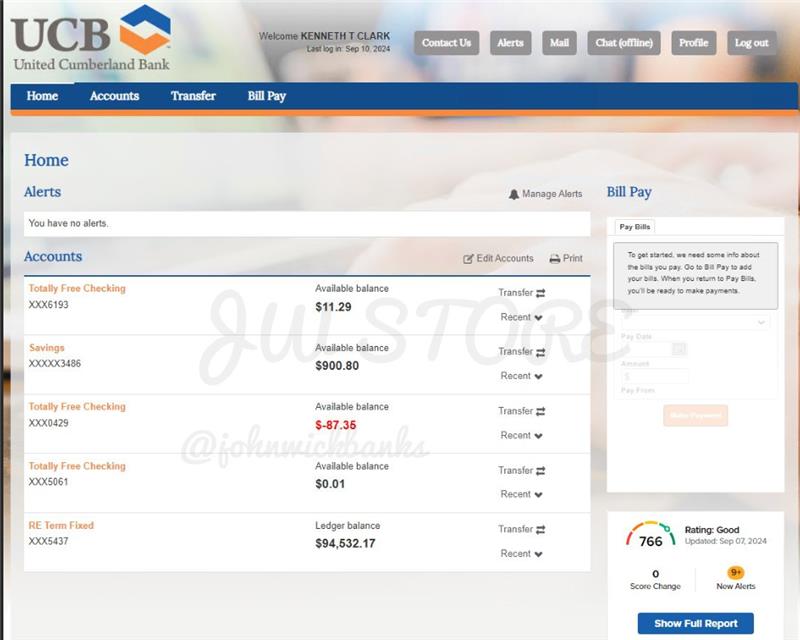 UCB
United Cumberland Bank
Welcome KENNETH T CLARK
Last log in: Sep 10, 2024
Contact Us
Alerts
Mail
Chat (offline)
Profile
Log out
Home
Accounts
Transfer
Bill Pay
Home
Alerts
Manage Alerts
You have no alerts.
Accounts
Edit Accounts
Print
Totally Free Checking
XXX6193
Available balance
$11.29
Transfer
Recent
Savings
XXXXX3486
Available balance
$900.80
Transfer
Recent
Totally Free Checking
XXX0429
Available balance
$-87.35
Transfer
Recent
Totally Free Checking
XXX5061
Available balance
$0.01
Transfer
Recent
RE Term Fixed
XXX5437
Ledger balance
$94,532.17
Transfer
Recent
JW STORE
@johnwickbanks
Bill Pay
Pay Bills
To get started, we need some info about
the bills you pay. Go to Bill Pay to add
your bills. When you return to Pay Bills,
you'll be ready to make payments.
Pay Date
Amount
$
Pay From
Make Payment
766
Rating: Good
Updated: Sep 07, 2024
0
Score Change
9+
New Alerts
Show Full Report